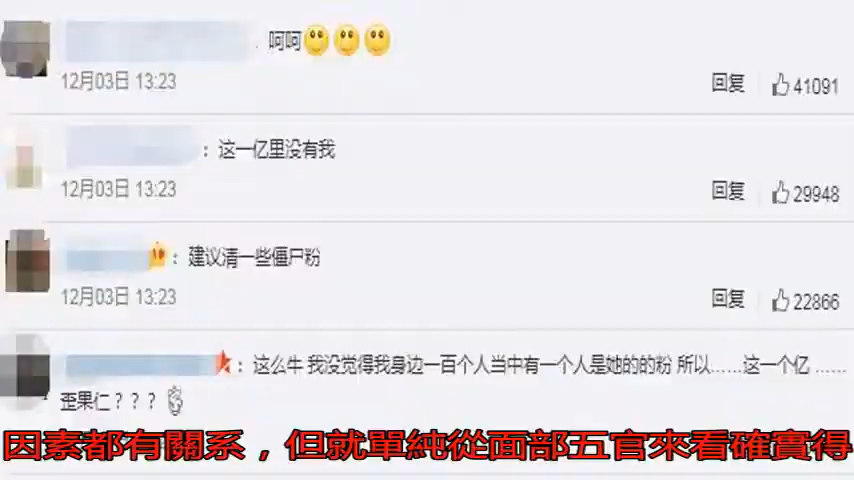 呵呵
12月03日 13:23
回复 41091
：这一亿里没有我
12月03日 13:23
回复 29948
：建议清一些僵尸粉
12月03日 13:23
回复 22866
：这么牛 我没觉得我身边一百个人当中有一个人是她的的粉 所以……这一个亿 ……
歪果仁？？？
因素都有關系，但就單純從面部五官來看確實得